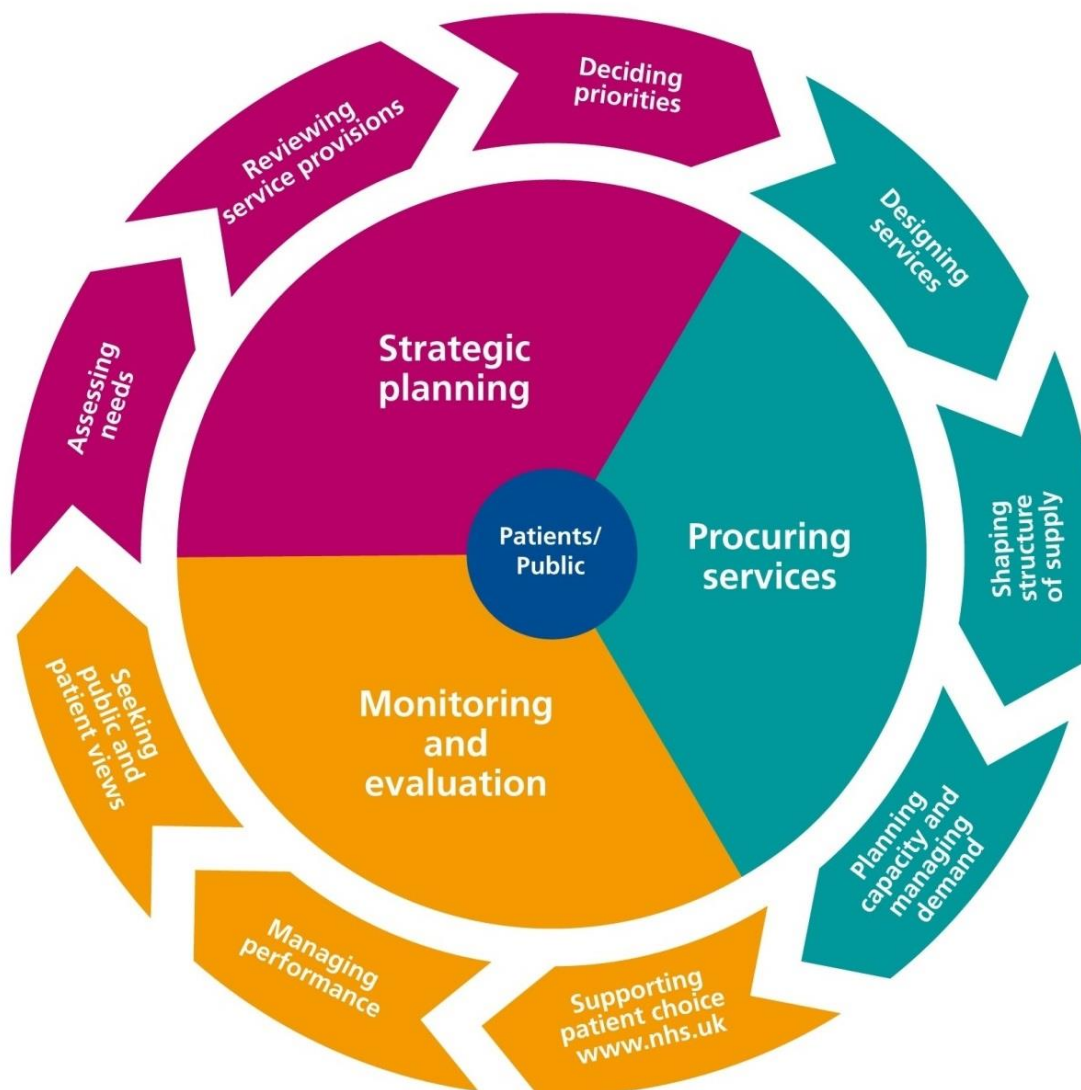 Deciding
priorities
Designing
services
Shaping
structure
of supply
Planning
capacity and
managing
demand
Supporting
patient choice
www.nhs.uk
Managing
performance
Seeking
public and
patient views
Assessing
needs
Reviewing
service provisions
Strategic
planning
Procuring
services
Monitoring
and
evaluation
Patients/
Public